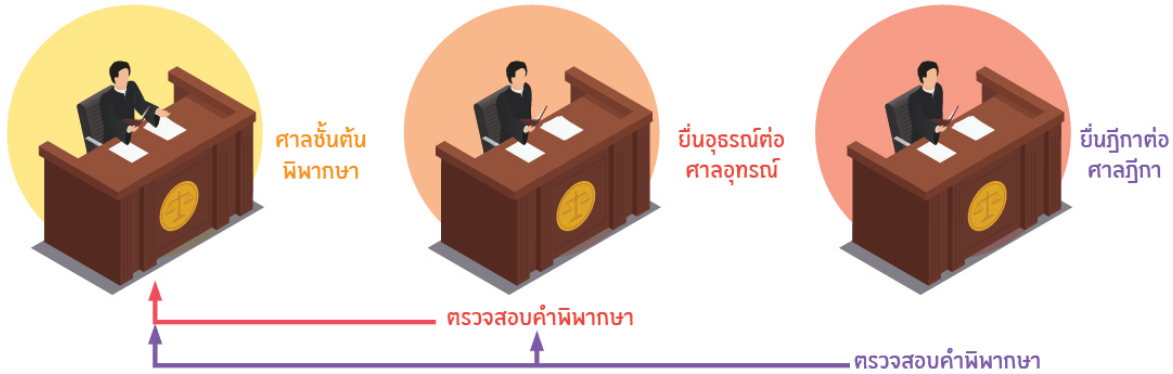 ศาลชั้นต้น
พิพากษา
ยื่นอุธรณ์ต่อ
ศาลอุทรณ์
ยื่นฎีกาต่อ
ศาลฎีกา
ตรวจสอบคำพิพากษา
ตรวจสอบคำพิพากษา